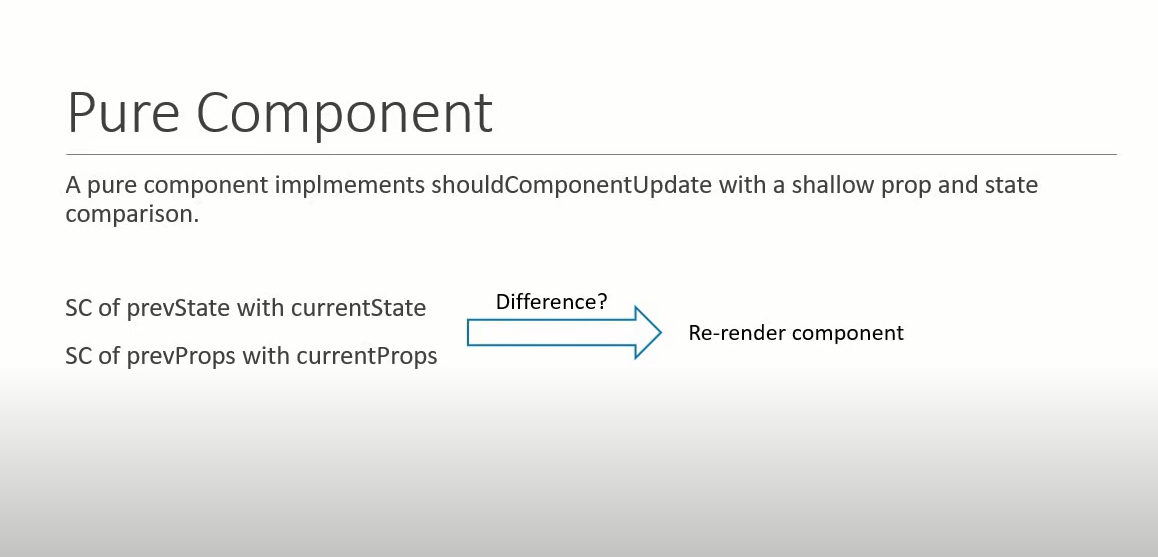 Pure Component
A pure component implmements shouldComponentUpdate with a shallow prop and state
comparison.
SC of prevState with currentState
SC of prevProps with currentProps
Difference?
Re-render component